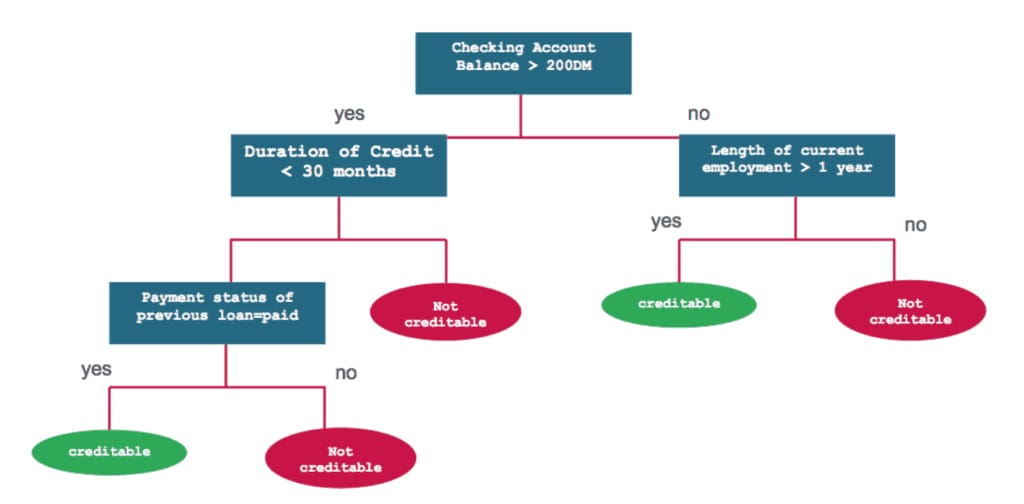 Checking Account
Balance > 200DM
yes
no
Duration of Credit
< 30 months
Length of current
employment > 1 year
yes
no
Payment status of
previous loan=paid
Not
creditable
creditable
Not
creditable
yes
no
creditable
Not
creditable